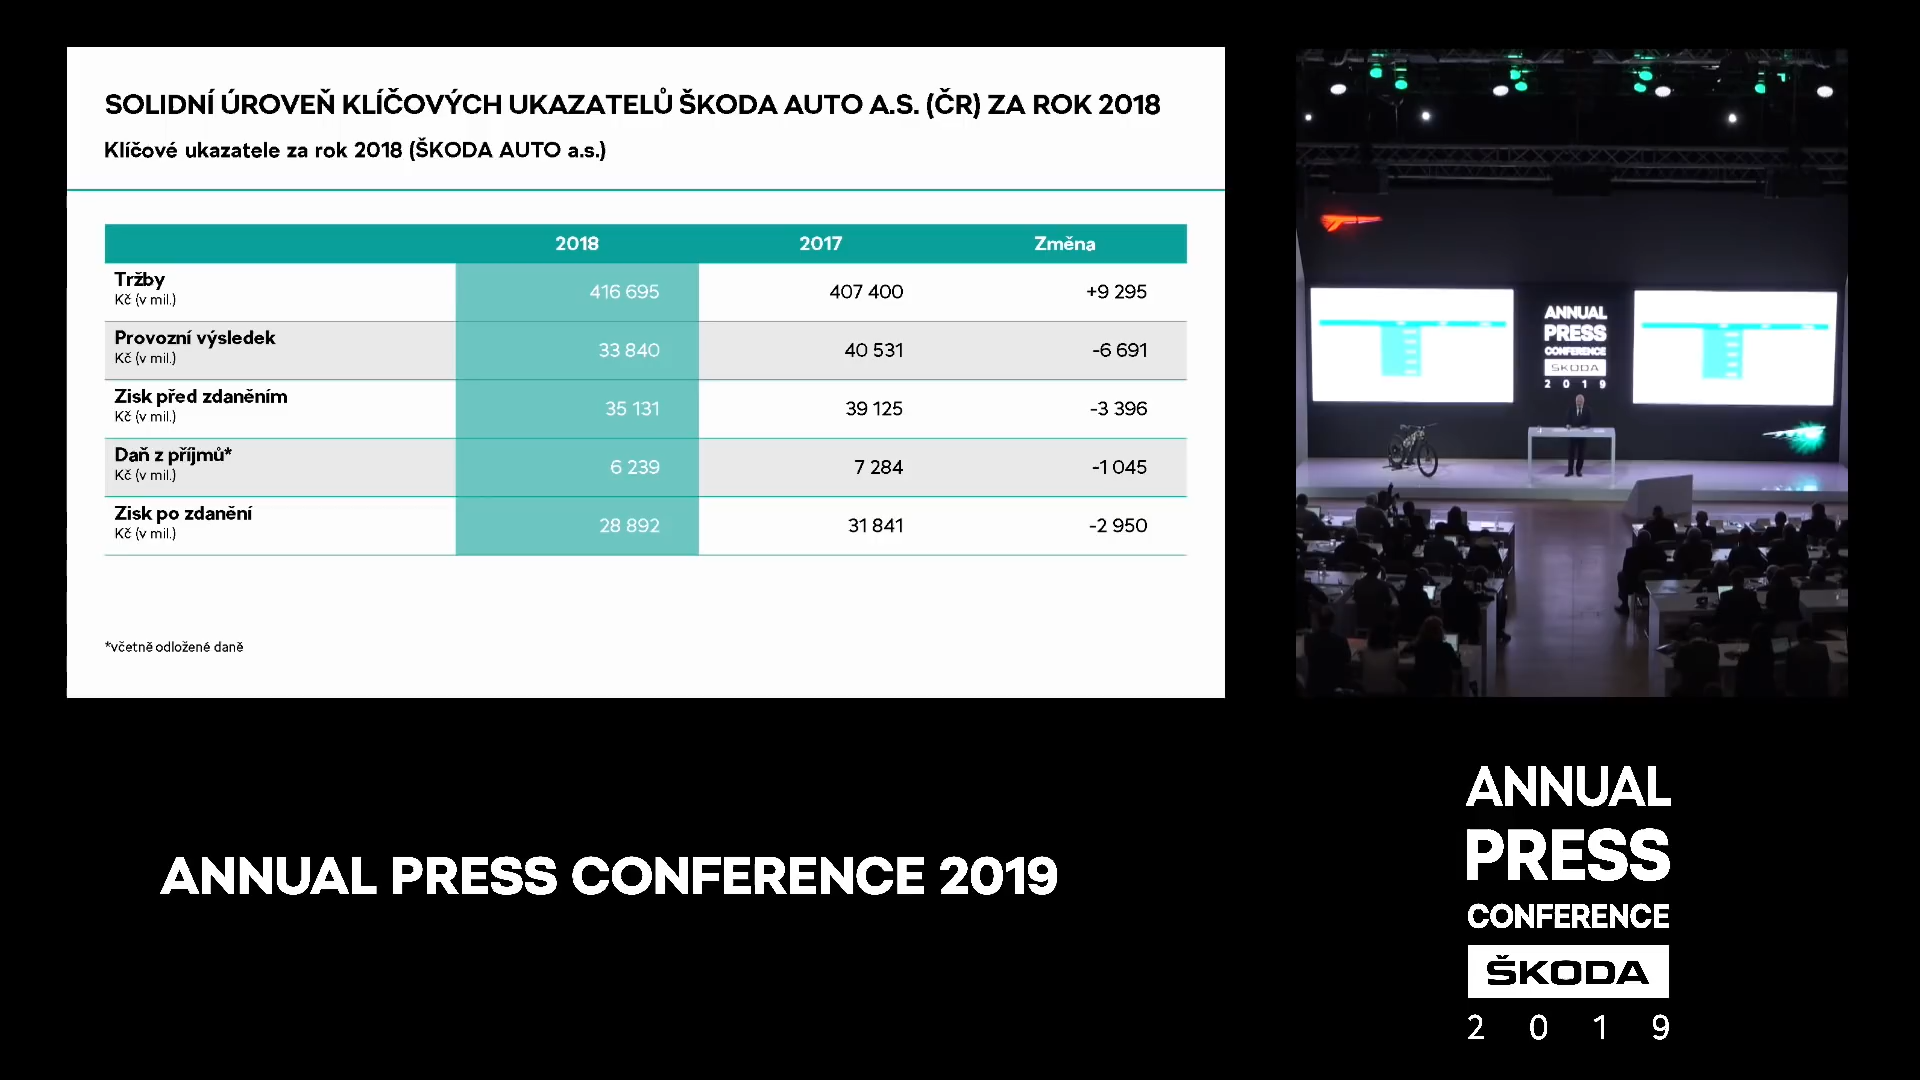 SOLIDNÍ ÚROVEŇ KLÍČOVÝCH UKAZATELŮ ŠKODA AUTO A.S. (ČR) ZA ROK 2018
Klíčové ukazatele za rok 2018 (ŠKODA AUTO a.s.)
2018 2017 Změna
Tržby
Kč (v mil.)
416 695 407 400 +9 295
Provozní výsledek
Kč (v mil.)
33 840 40 531 -6 691
Zisk před zdaněním
Kč (v mil.)
35 131 39 125 -3 396
Daň z příjmů*
Kč (v mil.)
6 239 7 284 -1 045
Zisk po zdanění
Kč (v mil.)
28 892 31 841 -2 950
*včetně odložené daně
ANNUAL
PRESS
CONFERENCE
ŠKODA
2 0 1 9
ANNUAL PRESS CONFERENCE 2019
ANNUAL
PRESS
CONFERENCE
ŠKODA
2 0 1 9